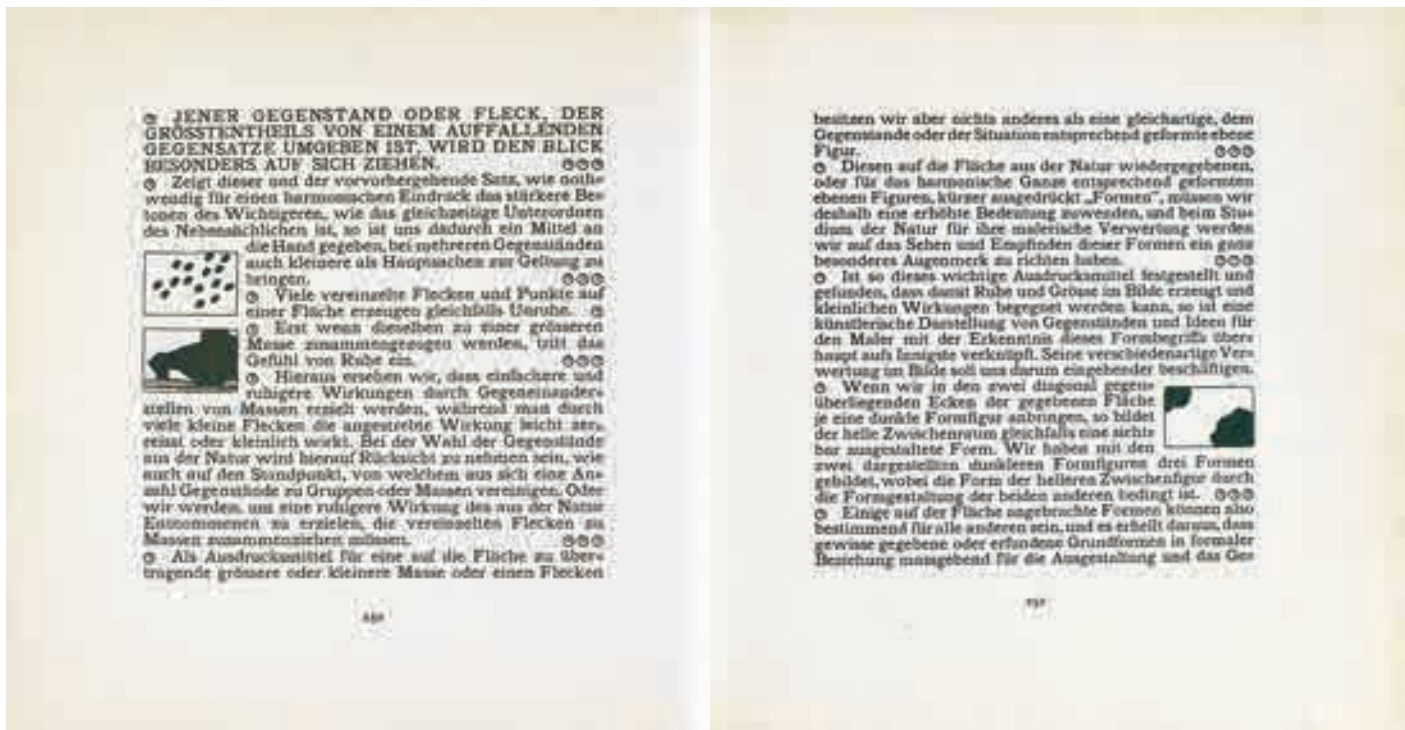 JENER GEGENSTAND ODER FLECK, DER
GRÖSSTENTHEILS VON EINEM AUFFALLENDEN
GEGENSATZE UMGEBEN IST, WIRD DEN BLICK
BESONDERS AUF SICH ZIEHEN.
Zeigt dieser und der vorvorhergehende Satz, wie noth-
wendig für einen harmonischen Eindruck das stärkere Be-
tonen des Wichtigeren, wie das gleichzeitige Unterordnen
des Nebensächlichen ist, so ist uns dadurch ein Mittel an
die Hand gegeben, bei mehreren Gegenständen
auch kleinere als Hauptsachen zur Geltung zu
bringen.
Viele vereinzelte Flecken und Punkte auf
einer Fläche erzeugen gleichfalls Unruhe.
Erst wenn dieselben zu einer grösseren
Masse zusammengezogen werden, tritt das
Gefühl von Ruhe ein.
Hieraus ersehen wir, dass einfachere und
ruhigere Wirkungen durch Gegeneinander-
stellen von Massen erzielt werden, während man durch
viele kleine Flecken die angestrebte Wirkung leicht zer-
reisst oder kleinlich wirkt. Bei der Wahl der Gegenstände
aus der Natur wird hierauf Rücksicht zu nehmen sein, wie
auch auf den Standpunkt, von welchem aus sich eine An-
zahl Gegenstände zu Gruppen oder Massen vereinigen. Oder
wir werden, um eine ruhigere Wirkung des aus der Natur
Entnommenen zu erzielen, die vereinzelten Flecken zu
Massen zusammenziehen müssen.
Als Ausdrucksmittel für eine auf die Fläche zu über-
tragende grössere oder kleinere Masse oder einen Flecken
besitzen wir aber nichts anderes als eine gleichartige, dem
Gegenstande oder der Situation entsprechend geformte ebene
Figur.
Diesen auf die Fläche aus der Natur wiedergegebenen,
oder für das harmonische Ganze entsprechend geformten
ebenen Figuren, kürzer ausgedrückt „Formen“, müssen wir
deshalb eine erhöhte Bedeutung zuwenden, und beim Stu-
dium der Natur für ihre malerische Verwertung werden
wir auf das Sehen und Empfinden dieser Formen ein ganz
besonderes Augenmerk zu richten haben.
Ist so dieses wichtige Ausdrucksmittel festgestellt und
gefunden, dass damit Ruhe und Grösse im Bilde erzeugt und
kleinlichen Wirkungen begegnet werden kann, so ist eine
künstlerische Darstellung von Gegenständen und Ideen für
den Maler mit der Erkenntnis dieses Formbegriffs über-
haupt aufs Innigste verknüpft. Seine verschiedenartige Ver-
wertung im Bilde soll uns darum eingehender beschäftigen.
Wenn wir in den zwei diagonal gegen-
überliegenden Ecken der gegebenen Fläche
je eine dunkle Formfigur anbringen, so bildet
der helle Zwischenraum gleichfalls eine sicht-
bar ausgestaltete Form. Wir haben mit den
zwei dargestellten dunkleren Formfiguren drei Formen
gebildet, wobei die Form der helleren Zwischenfigur durch
die Formgestaltung der beiden anderen bedingt ist.
Einige auf der Fläche angebrachte Formen können also
bestimmend für alle anderen sein, und es erhellt daraus, dass
gewisse gegebene oder erfundene Grundformen in formaler
Beziehung massgebend für die Ausgestaltung und das Ge-